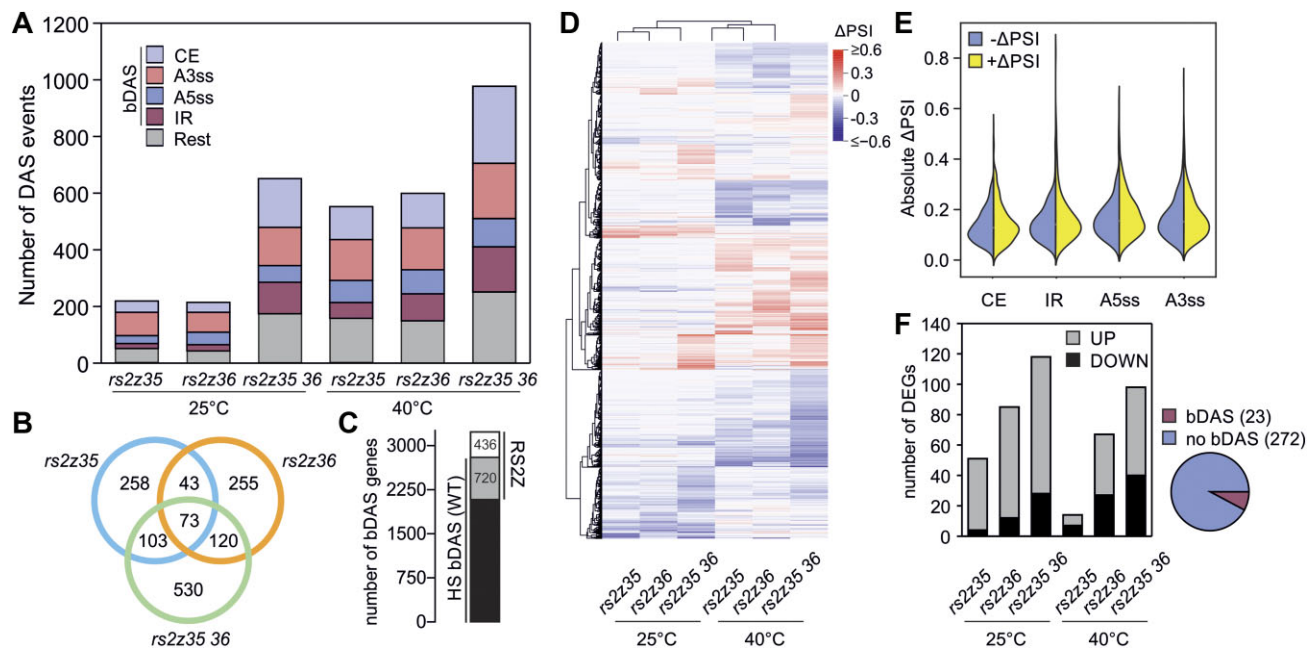 A
1200
1000
800
600
400
200
0
Number of DAS events
bDAS
CE
A3ss
A5ss
IR
Rest
rs2z35
rs2z36
rs2z35 36
rs2z35
rs2z36
rs2z35 36
25°C
40°C
B
rs2z35
rs2z36
258
43
255
73
103
120
530
rs2z35 36
C
number of bDAS genes
3000
2250
1500
750
0
HS bDAS (WT)
RS2Z
436
720
D
ΔPSI
≥0.6
0.3
0
-0.3
≤−0.6
rs2z35
rs2z36
rs2z35 36
rs2z35
rs2z36
rs2z35 36
25°C
40°C
E
-ΔPSI
+ΔPSI
Absolute ΔPSI
0.8
0.6
0.4
0.2
0.0
CE
IR
A5ss
A3ss
F
number of DEGs
140
120
100
80
60
40
20
0
UP
DOWN
rs2z35
rs2z36
rs2z35 36
rs2z35
rs2z36
rs2z35 36
25°C
40°C
bDAS (23)
no bDAS (272)